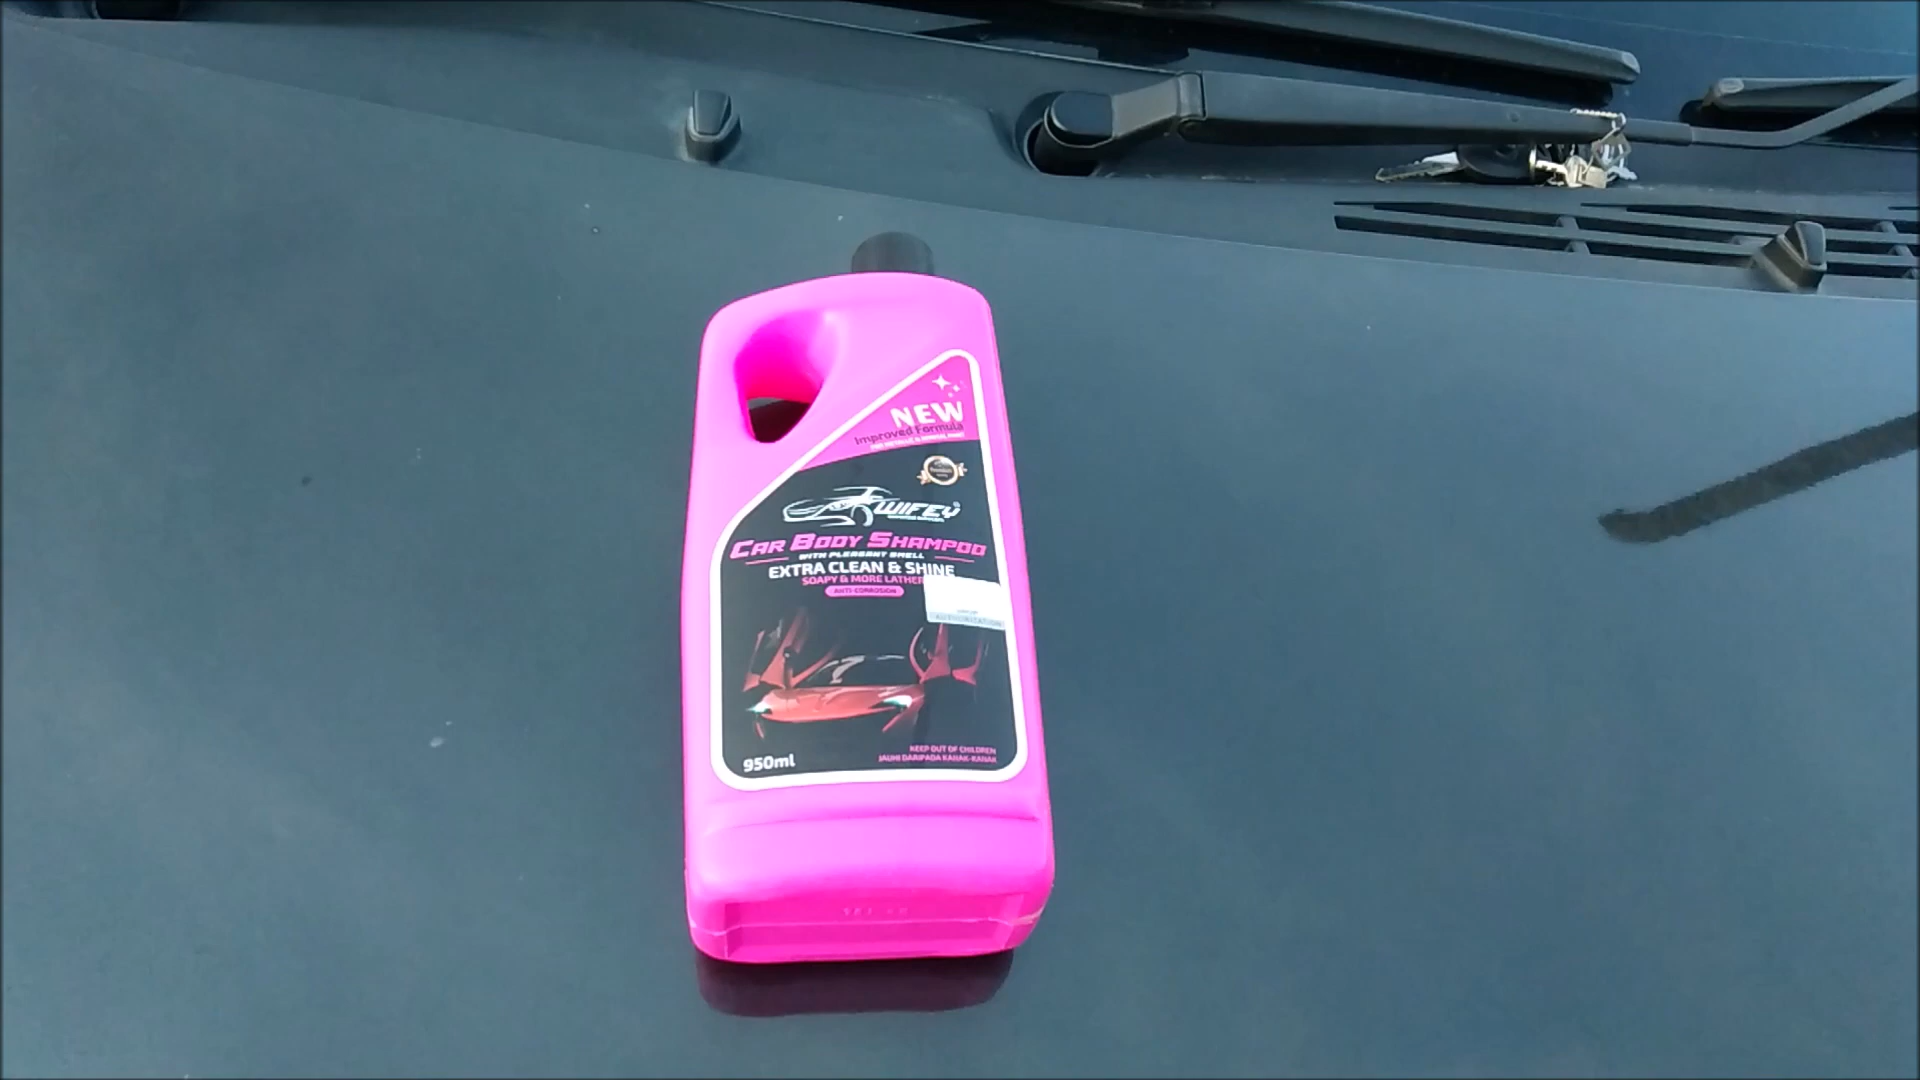 NEW
Improved Formula
WIFEY
CAR BODY SHAMPOO
WITH PLEASANT SMELL
EXTRA CLEAN & SHINE
SOAPY & MORE LATHER
ANTI-CORROSION
AUTHORIZATION
950ml
KEEP OUT OF CHILDREN
JAUHI DARIPADA KANAK-KANAK